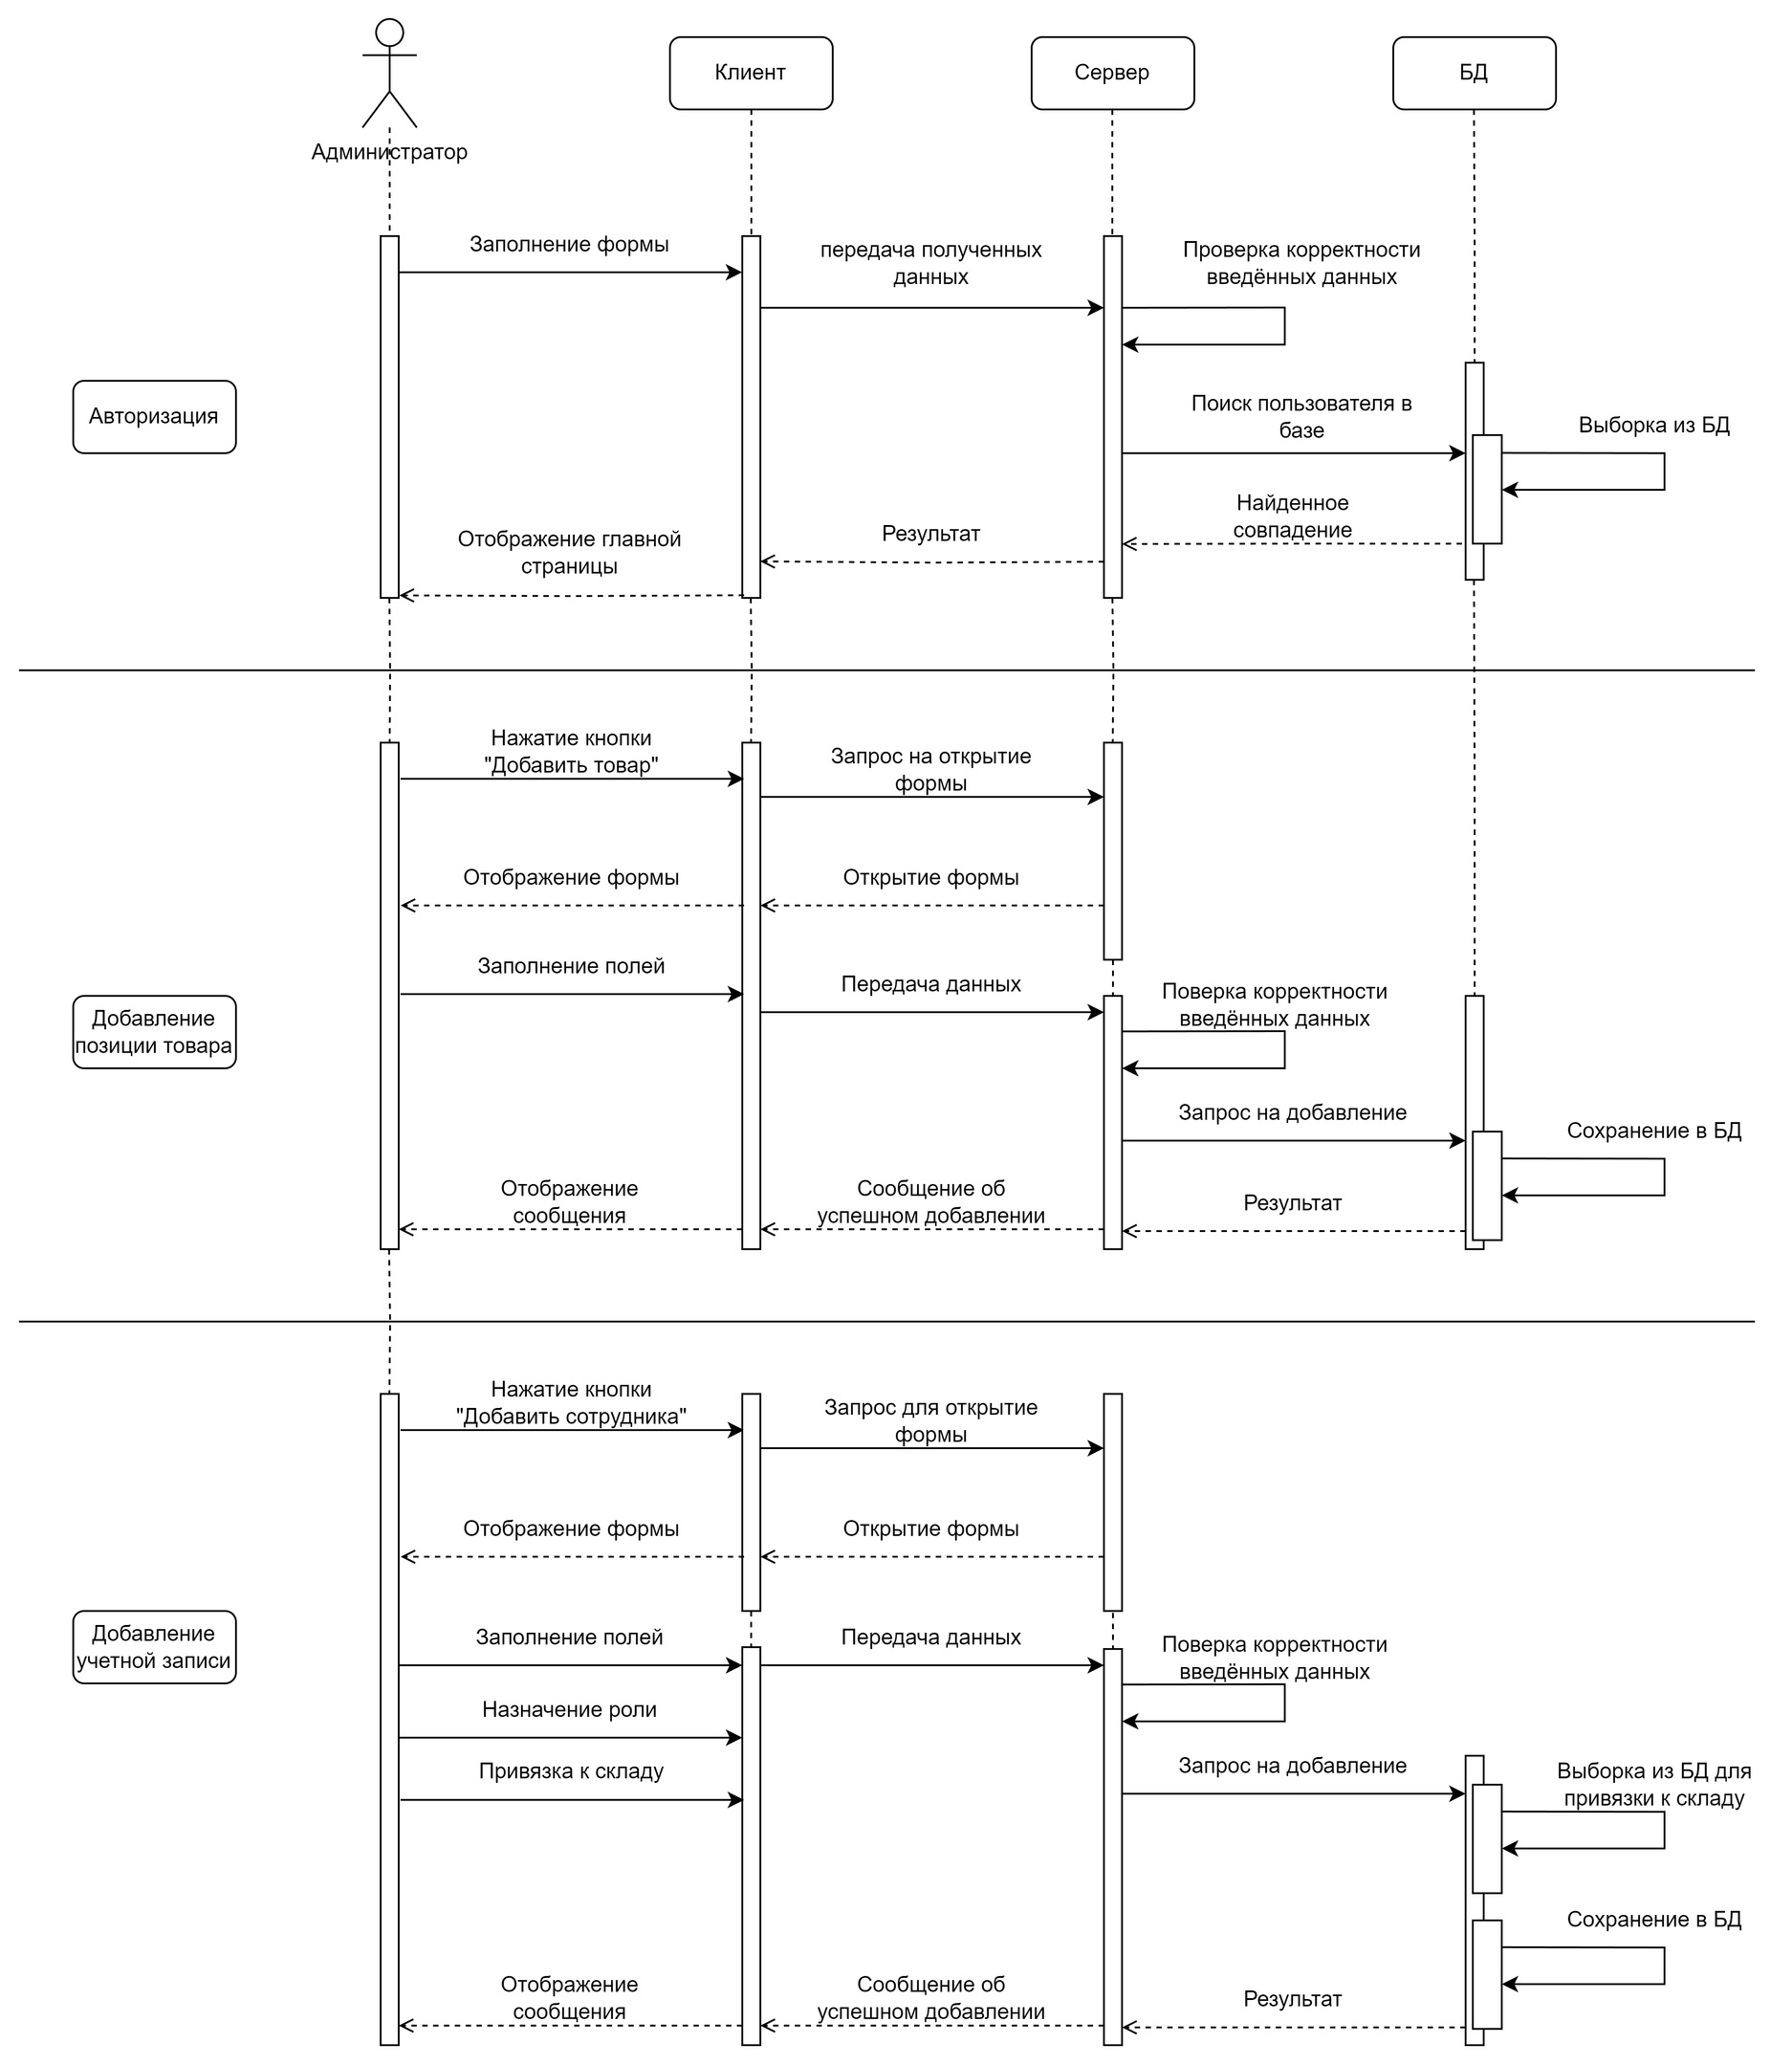 Клиент
Сервер
БД
Администратор
Заполнение формы
передача полученных
данных
Проверка корректности
введённых данных
Авторизация
Поиск пользователя в
базе
Выборка из БД
Найденное
совпадение
Результат
Отображение главной
страницы
Нажатие кнопки
"Добавить товар"
Запрос на открытие
формы
Отображение формы
Открытие формы
Заполнение полей
Передача данных
Поверка корректности
введённых данных
Добавление
позиции товара
Запрос на добавление
Сохранение в БД
Отображение
сообщения
Сообщение об
успешном добавлении
Результат
Нажатие кнопки
"Добавить сотрудника"
Запрос для открытие
формы
Отображение формы
Открытие формы
Добавление
учетной записи
Заполнение полей
Передача данных
Поверка корректности
введённых данных
Назначение роли
Привязка к складу
Запрос на добавление
Выборка из БД для
привязки к складу
Сохранение в БД
Отображение
сообщения
Сообщение об
успешном добавлении
Результат